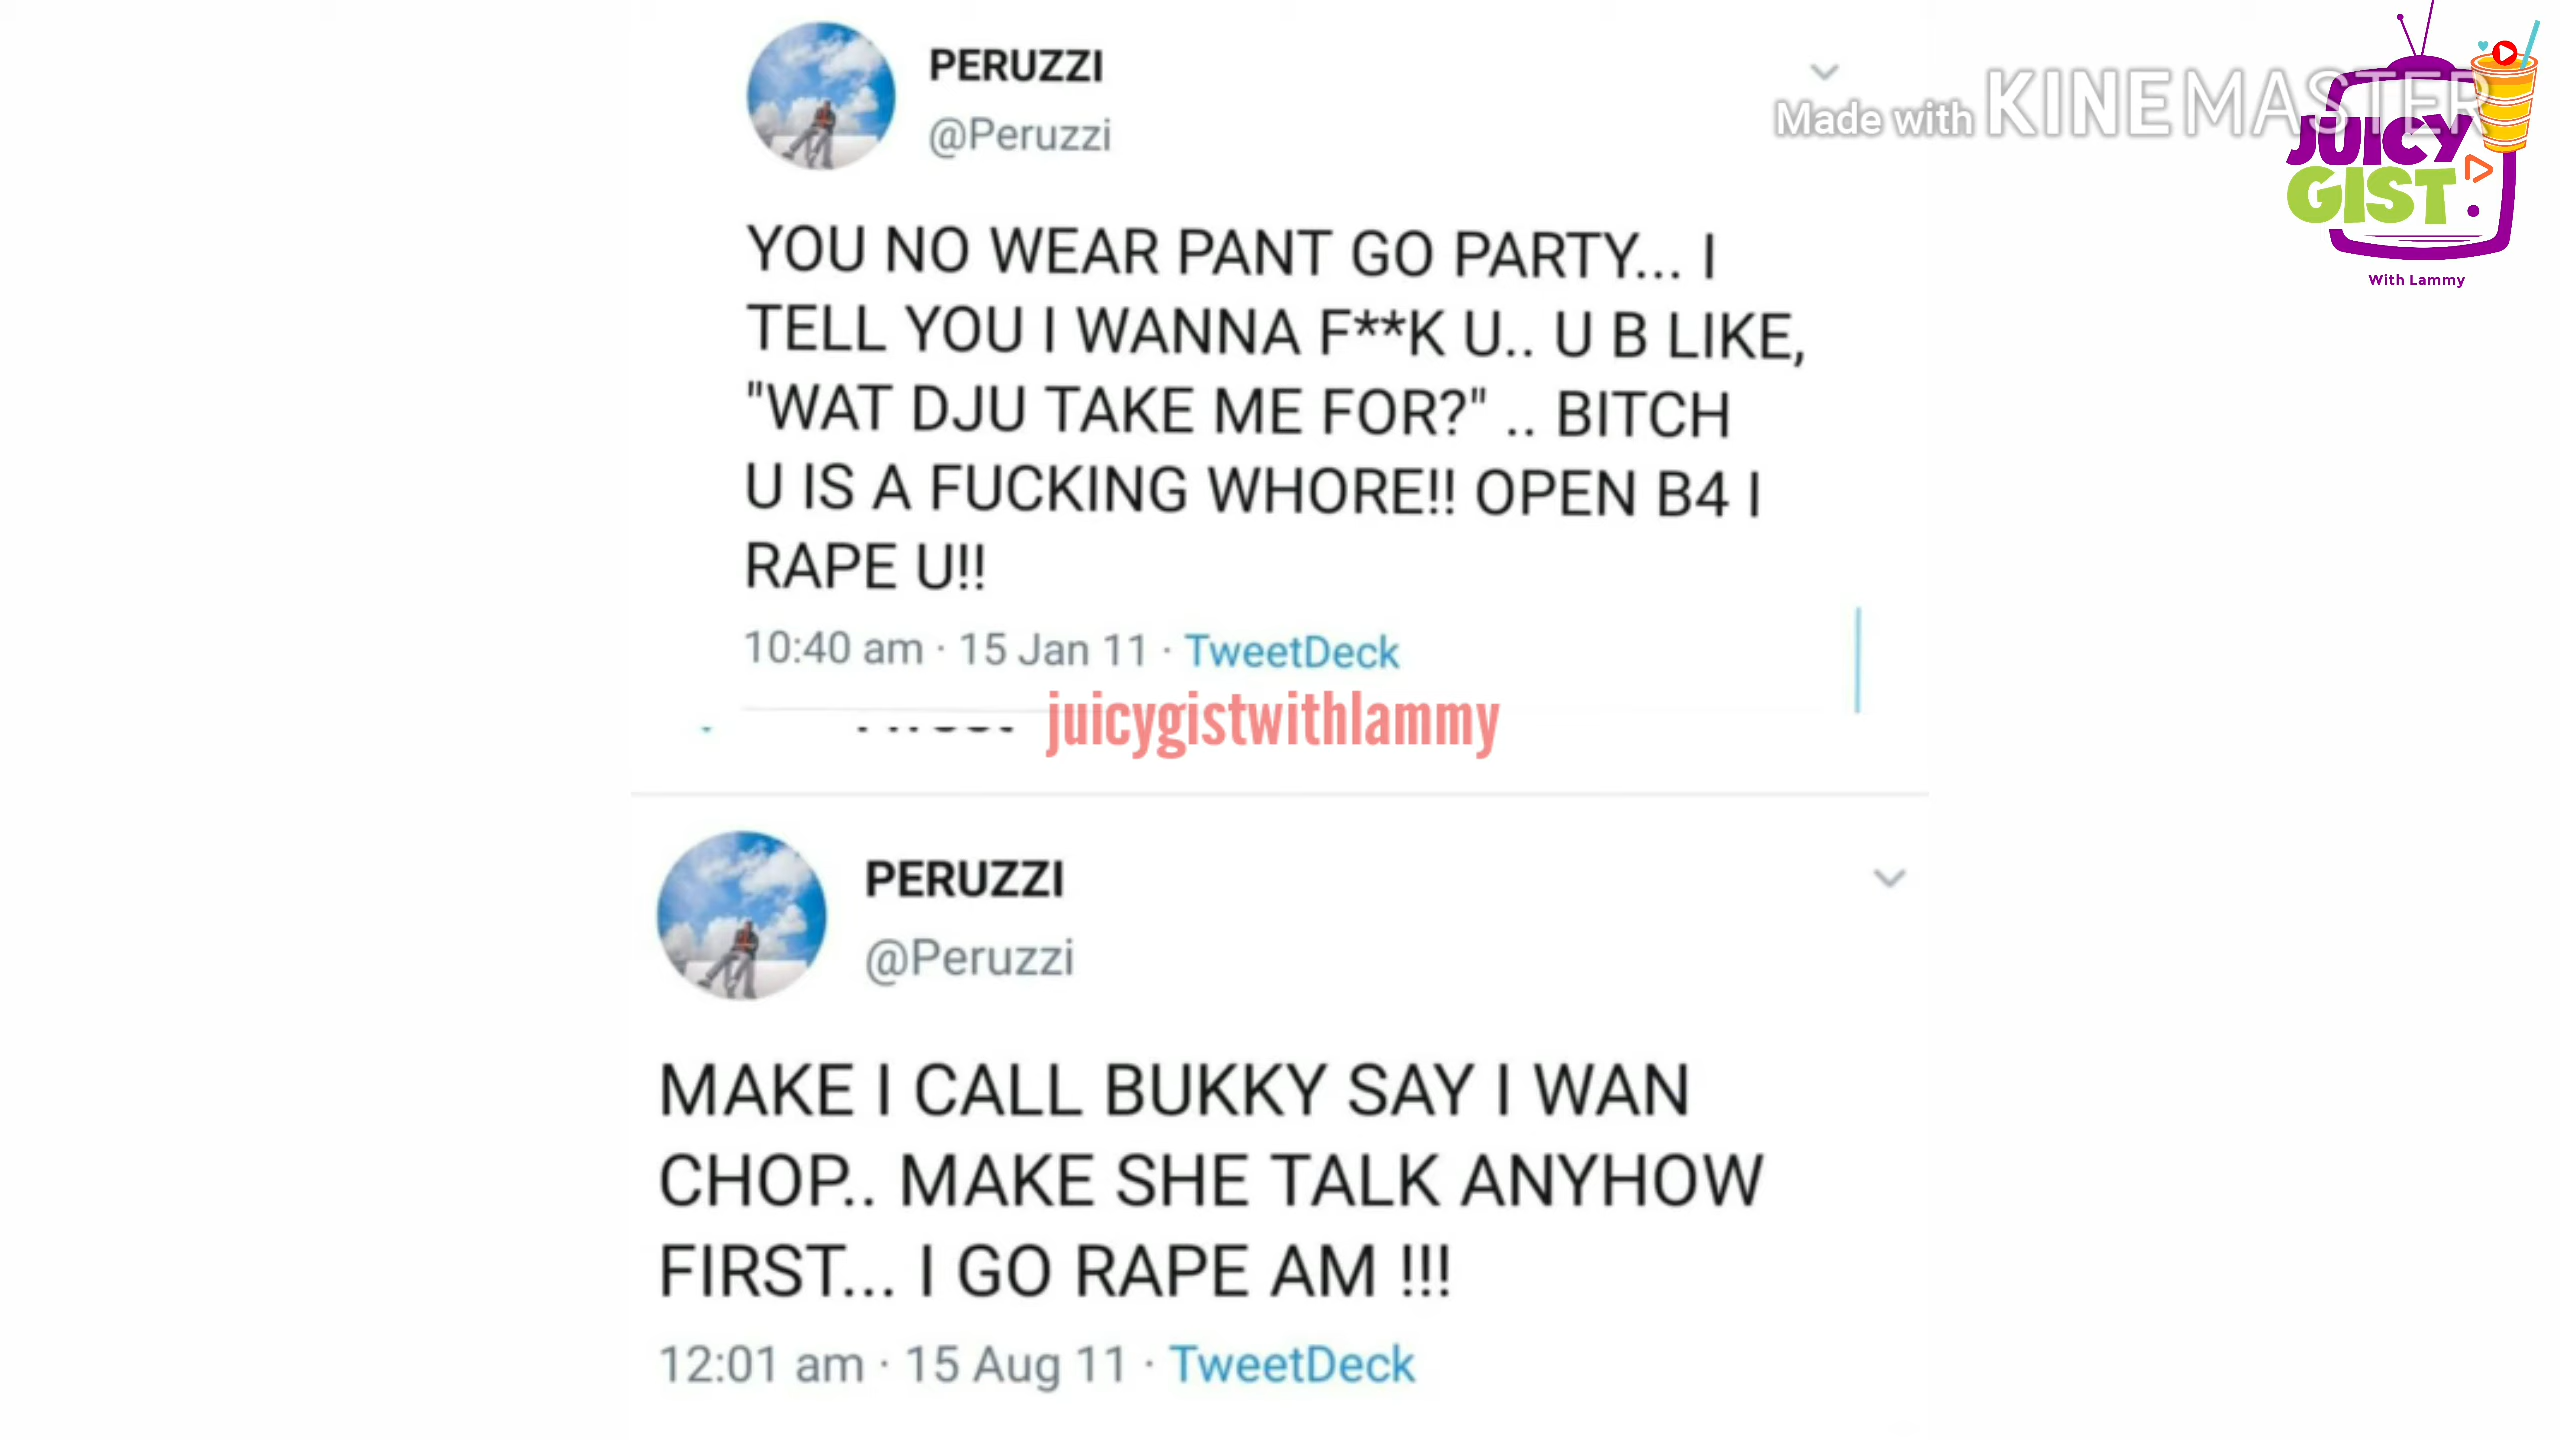 PERUZZI
@Peruzzi
Made with KINEMASTER
JUICY
GIST.
With Lammy
YOU NO WEAR PANT GO PARTY... I
TELL YOU I WANNA F**K U.. U B LIKE,
"WAT DJU TAKE ME FOR?" .. BITCH
U IS A FUCKING WHORE!! OPEN B4 I
RAPE U!!
10:40 am · 15 Jan 11 · TweetDeck
juicygistwithlammy
PERUZZI
@Peruzzi
MAKE I CALL BUKKY SAY I WAN
CHOP.. MAKE SHE TALK ANYHOW
FIRST... I GO RAPE AM !!!
12:01 am · 15 Aug 11 · TweetDeck